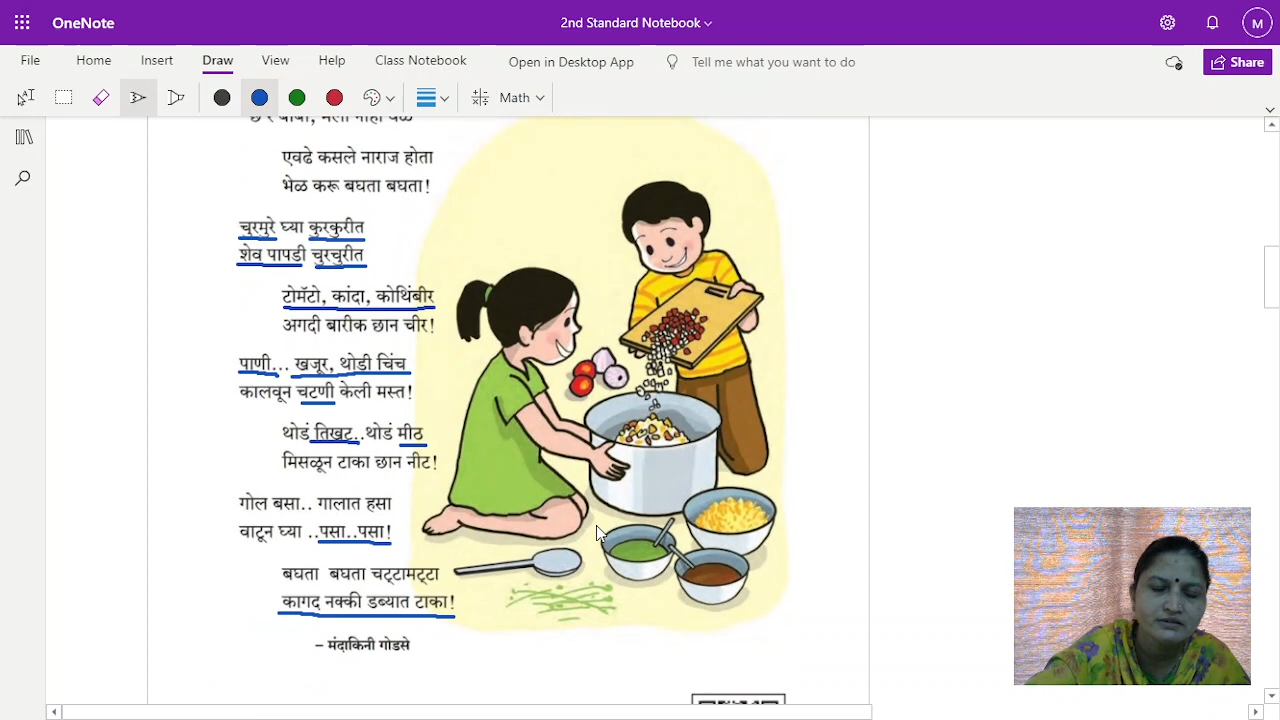 OneNote
2nd Standard Notebook
M
File Home Insert Draw View Help Class Notebook Open in Desktop App Tell me what you want to do Share
Math
एवढे कसले नाराज होता
भेळ करू बघता बघता!
चुरमुरे घ्या कुरकुरीत
शेव पापडी चुरचुरीत
टोमॅटो, कांदा, कोथिंबीर
अगदी बारीक छान चीर!
पाणी... खजूर, थोडी चिंच
कालवून चटणी केली मस्त!
थोडं तिखट..थोडं मीठ
मिसळून टाका छान नीट!
गोल बसा.. गालात हसा
वाटून घ्या ..पसा..पसा!
बघता बघता चट्टामट्टा
कागद नक्की डब्यात टाका!
– मंदाकिनी गोडसे